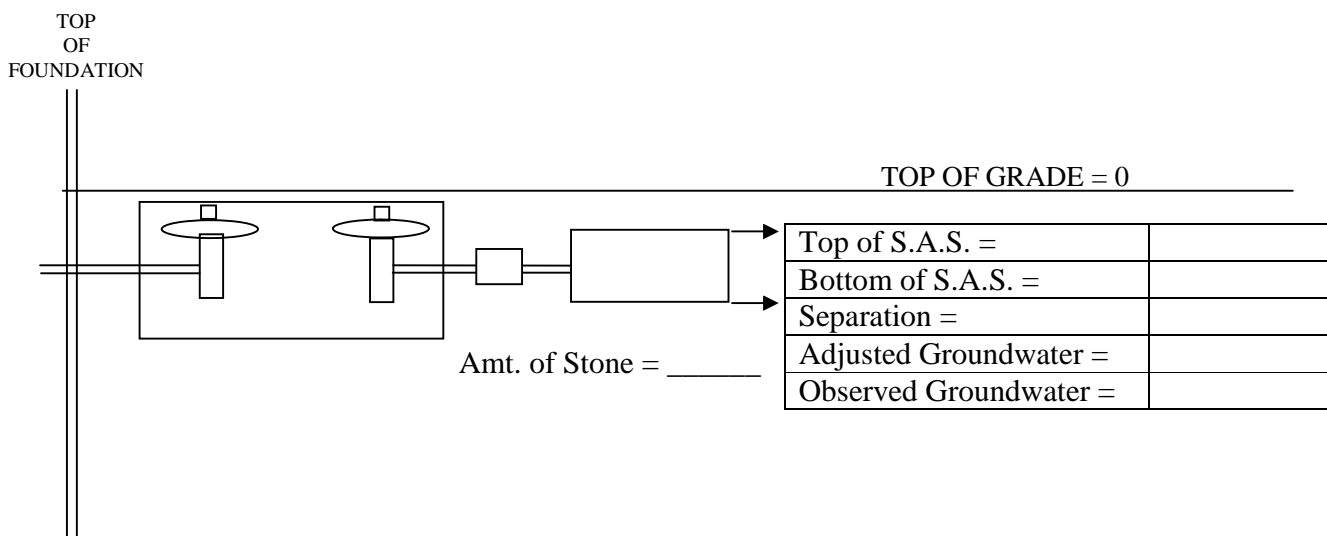 TOP
OF
FOUNDATION
TOP OF GRADE = 0
Top of S.A.S. =
Bottom of S.A.S. =
Separation =
Adjusted Groundwater =
Observed Groundwater =
Amt. of Stone = ______